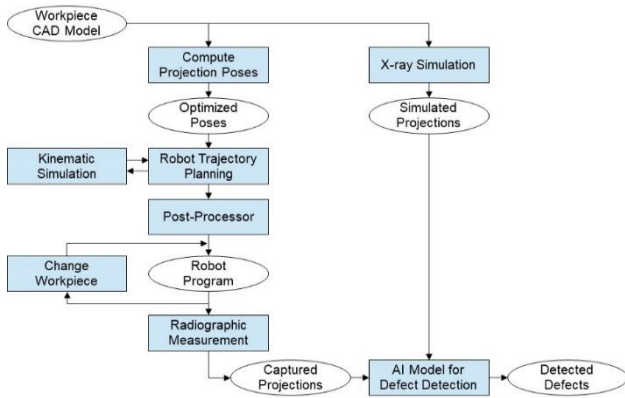 Workpiece
CAD Model
Compute
Projection Poses
X-ray Simulation
Optimized
Poses
Simulated
Projections
Kinematic
Simulation
Robot Trajectory
Planning
Post-Processor
Change
Workpiece
Robot
Program
Radiographic
Measurement
Captured
Projections
AI Model for
Defect Detection
Detected
Defects